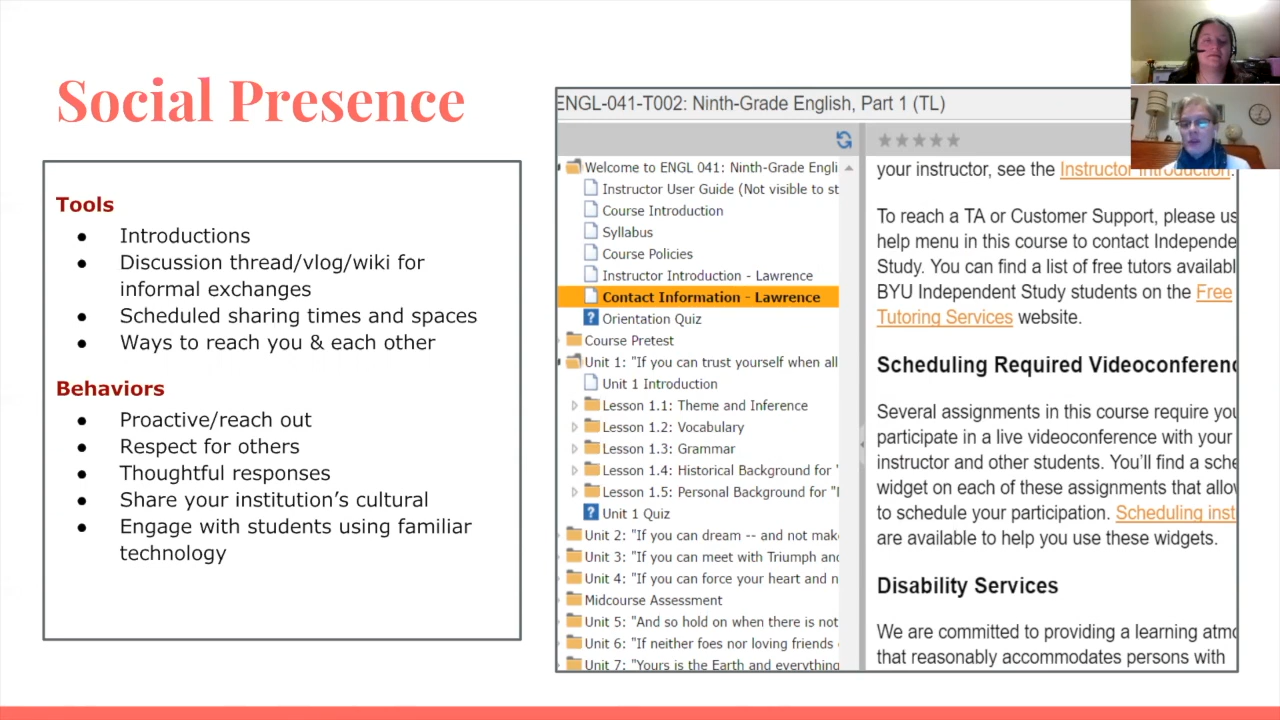 Social Presence
Tools
● Introductions
● Discussion thread/vlog/wiki for
informal exchanges
● Scheduled sharing times and spaces
● Ways to reach you & each other
Behaviors
● Proactive/reach out
● Respect for others
● Thoughtful responses
● Share your institution's cultural
● Engage with students using familiar
technology
ENGL-041-T002: Ninth-Grade English, Part 1 (TL)
Welcome to ENGL 041: Ninth-Grade Engli
Instructor User Guide (Not visible to st
Course Introduction
Syllabus
Course Policies
Instructor Introduction - Lawrence
Contact Information - Lawrence
Orientation Quiz
Course Pretest
Unit 1: "If you can trust yourself when all
Unit 1 Introduction
Lesson 1.1: Theme and Inference
Lesson 1.2: Vocabulary
Lesson 1.3: Grammar
Lesson 1.4: Historical Background for "
Lesson 1.5: Personal Background for "I
Unit 1 Quiz
Unit 2: "If you can dream -- and not mak
Unit 3: "If you can meet with Triumph and
Unit 4: "If you can force your heart and n
Midcourse Assessment
Unit 5: "And so hold on when there is not
Unit 6: "If neither foes nor loving friends
Unit 7: "Yours is the Earth and everything
your instructor, see the Instructor Introduction.
To reach a TA or Customer Support, please us
help menu in this course to contact Independe
Study. You can find a list of free tutors availabl
BYU Independent Study students on the Free
Tutoring Services website.
Scheduling Required Videoconferenc
Several assignments in this course require you
participate in a live videoconference with your
instructor and other students. You'll find a sche
widget on each of these assignments that allow
to schedule your participation. Scheduling inst
are available to help you use these widgets.
Disability Services
We are committed to providing a learning atmo
that reasonably accommodates persons with